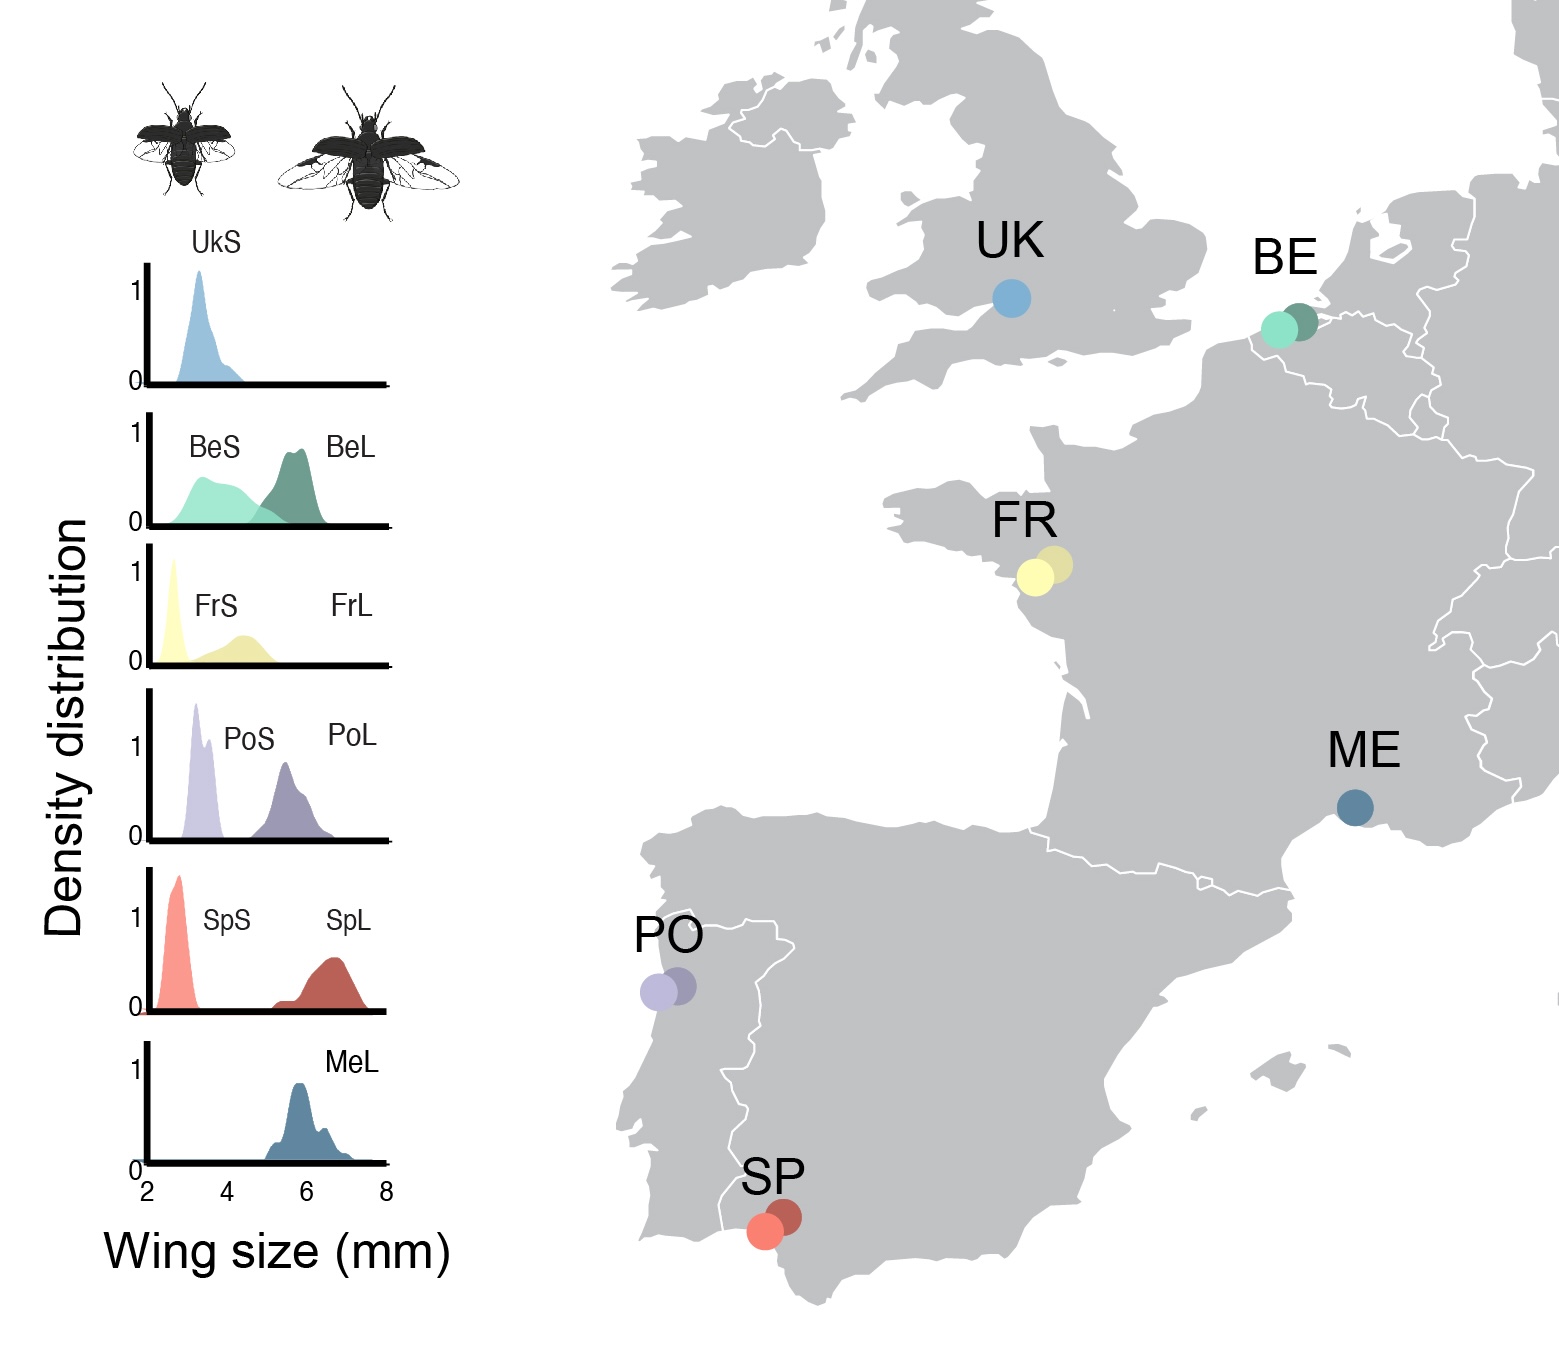 UkS
1
0
BeS BeL
1
0
FrS FrL
1
0
PoS PoL
1
0
SpS SpL
1
0
MeL
1
0
2 4 6 8
Wing size (mm)
Density distribution
UK
BE
FR
ME
PO
SP